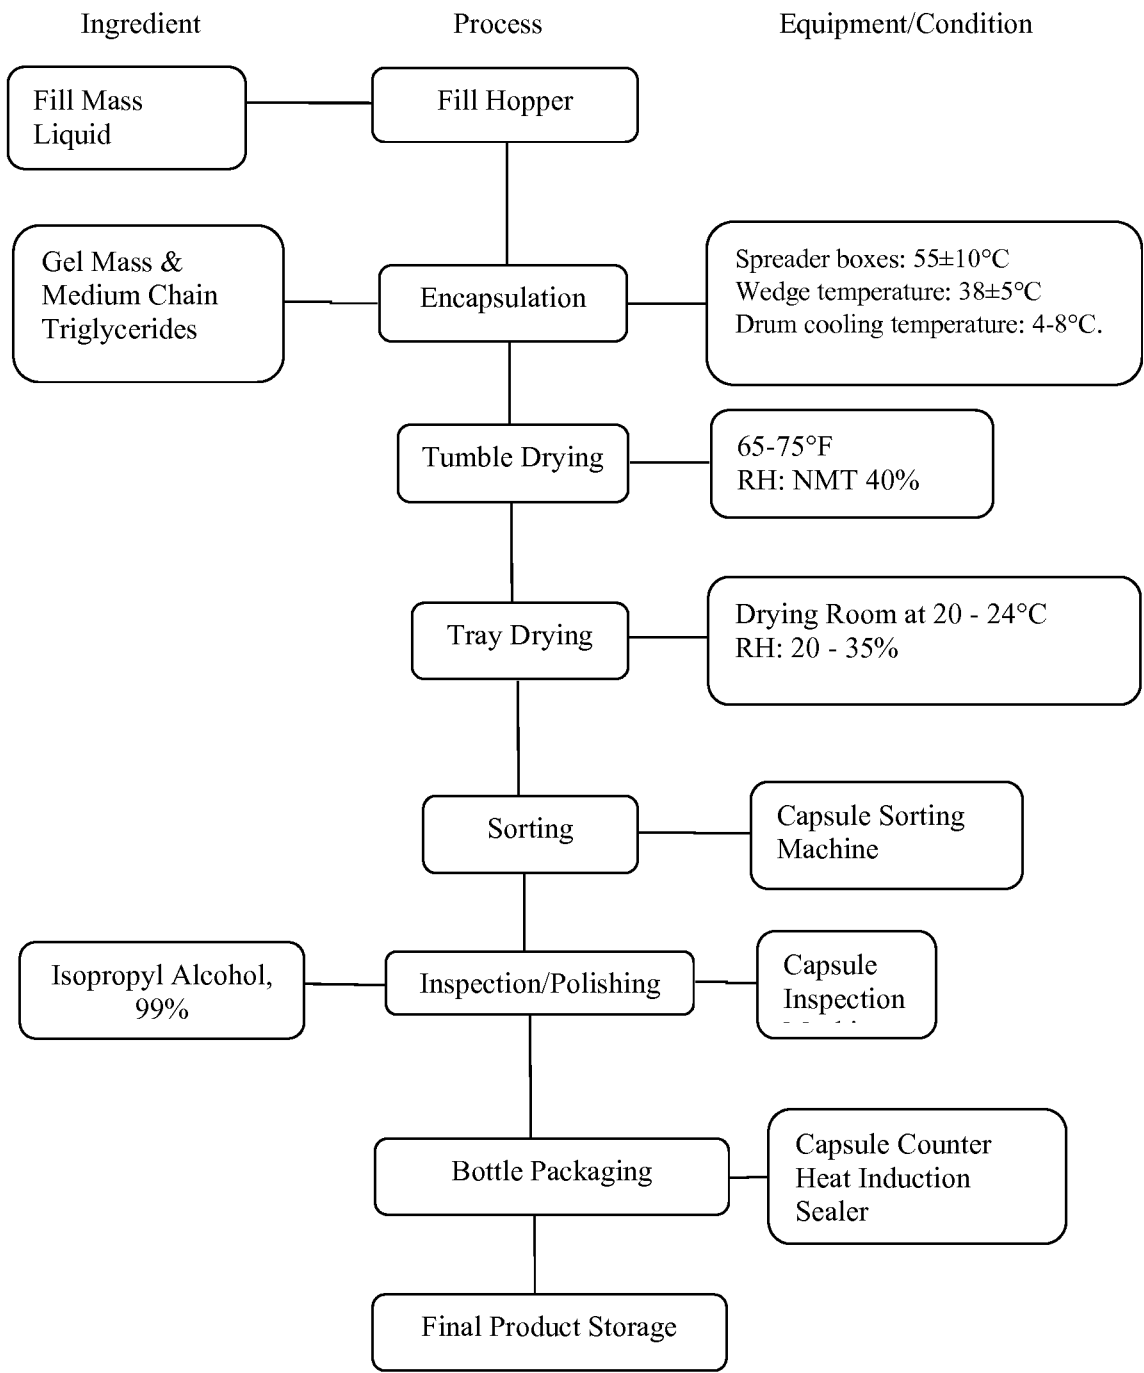 Ingredient
Process
Equipment/Condition
Fill Mass
Liquid
Fill Hopper
Gel Mass &
Medium Chain
Triglycerides
Encapsulation
Spreader boxes: 55±10°C
Wedge temperature: 38±5°C
Drum cooling temperature: 4-8°C.
Tumble Drying
65-75°F
RH: NMT 40%
Tray Drying
Drying Room at 20 - 24°C
RH: 20 - 35%
Sorting
Capsule Sorting
Machine
Isopropyl Alcohol,
99%
Inspection/Polishing
Capsule
Inspection
Bottle Packaging
Capsule Counter
Heat Induction
Sealer
Final Product Storage